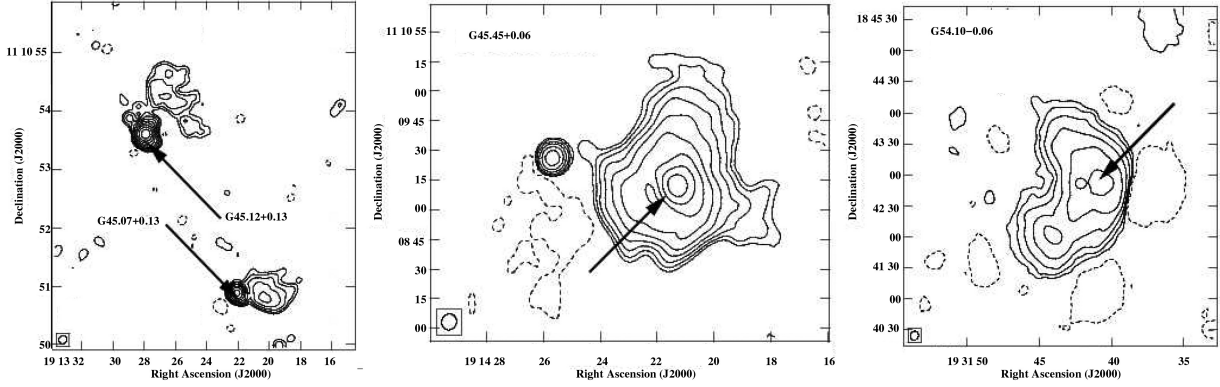 11 10 55
54
53
52
51
50
19 13 32 30 28 26 24 22 20 18 16
Right Ascension (J2000)
Declination (J2000)
G45.12+0.13
G45.07+0.13
G45.45+0.06
11 10 55
15
00
09 45
30
15
00
08 45
30
15
00
19 14 28 26 24 22 20 18 16
Right Ascension (J2000)
Declination (J2000)
G54.10−0.06
18 45 30
00
44 30
00
43 30
00
42 30
00
41 30
00
40 30
19 31 50 45 40 35
Right Ascension (J2000)
Declination (J2000)